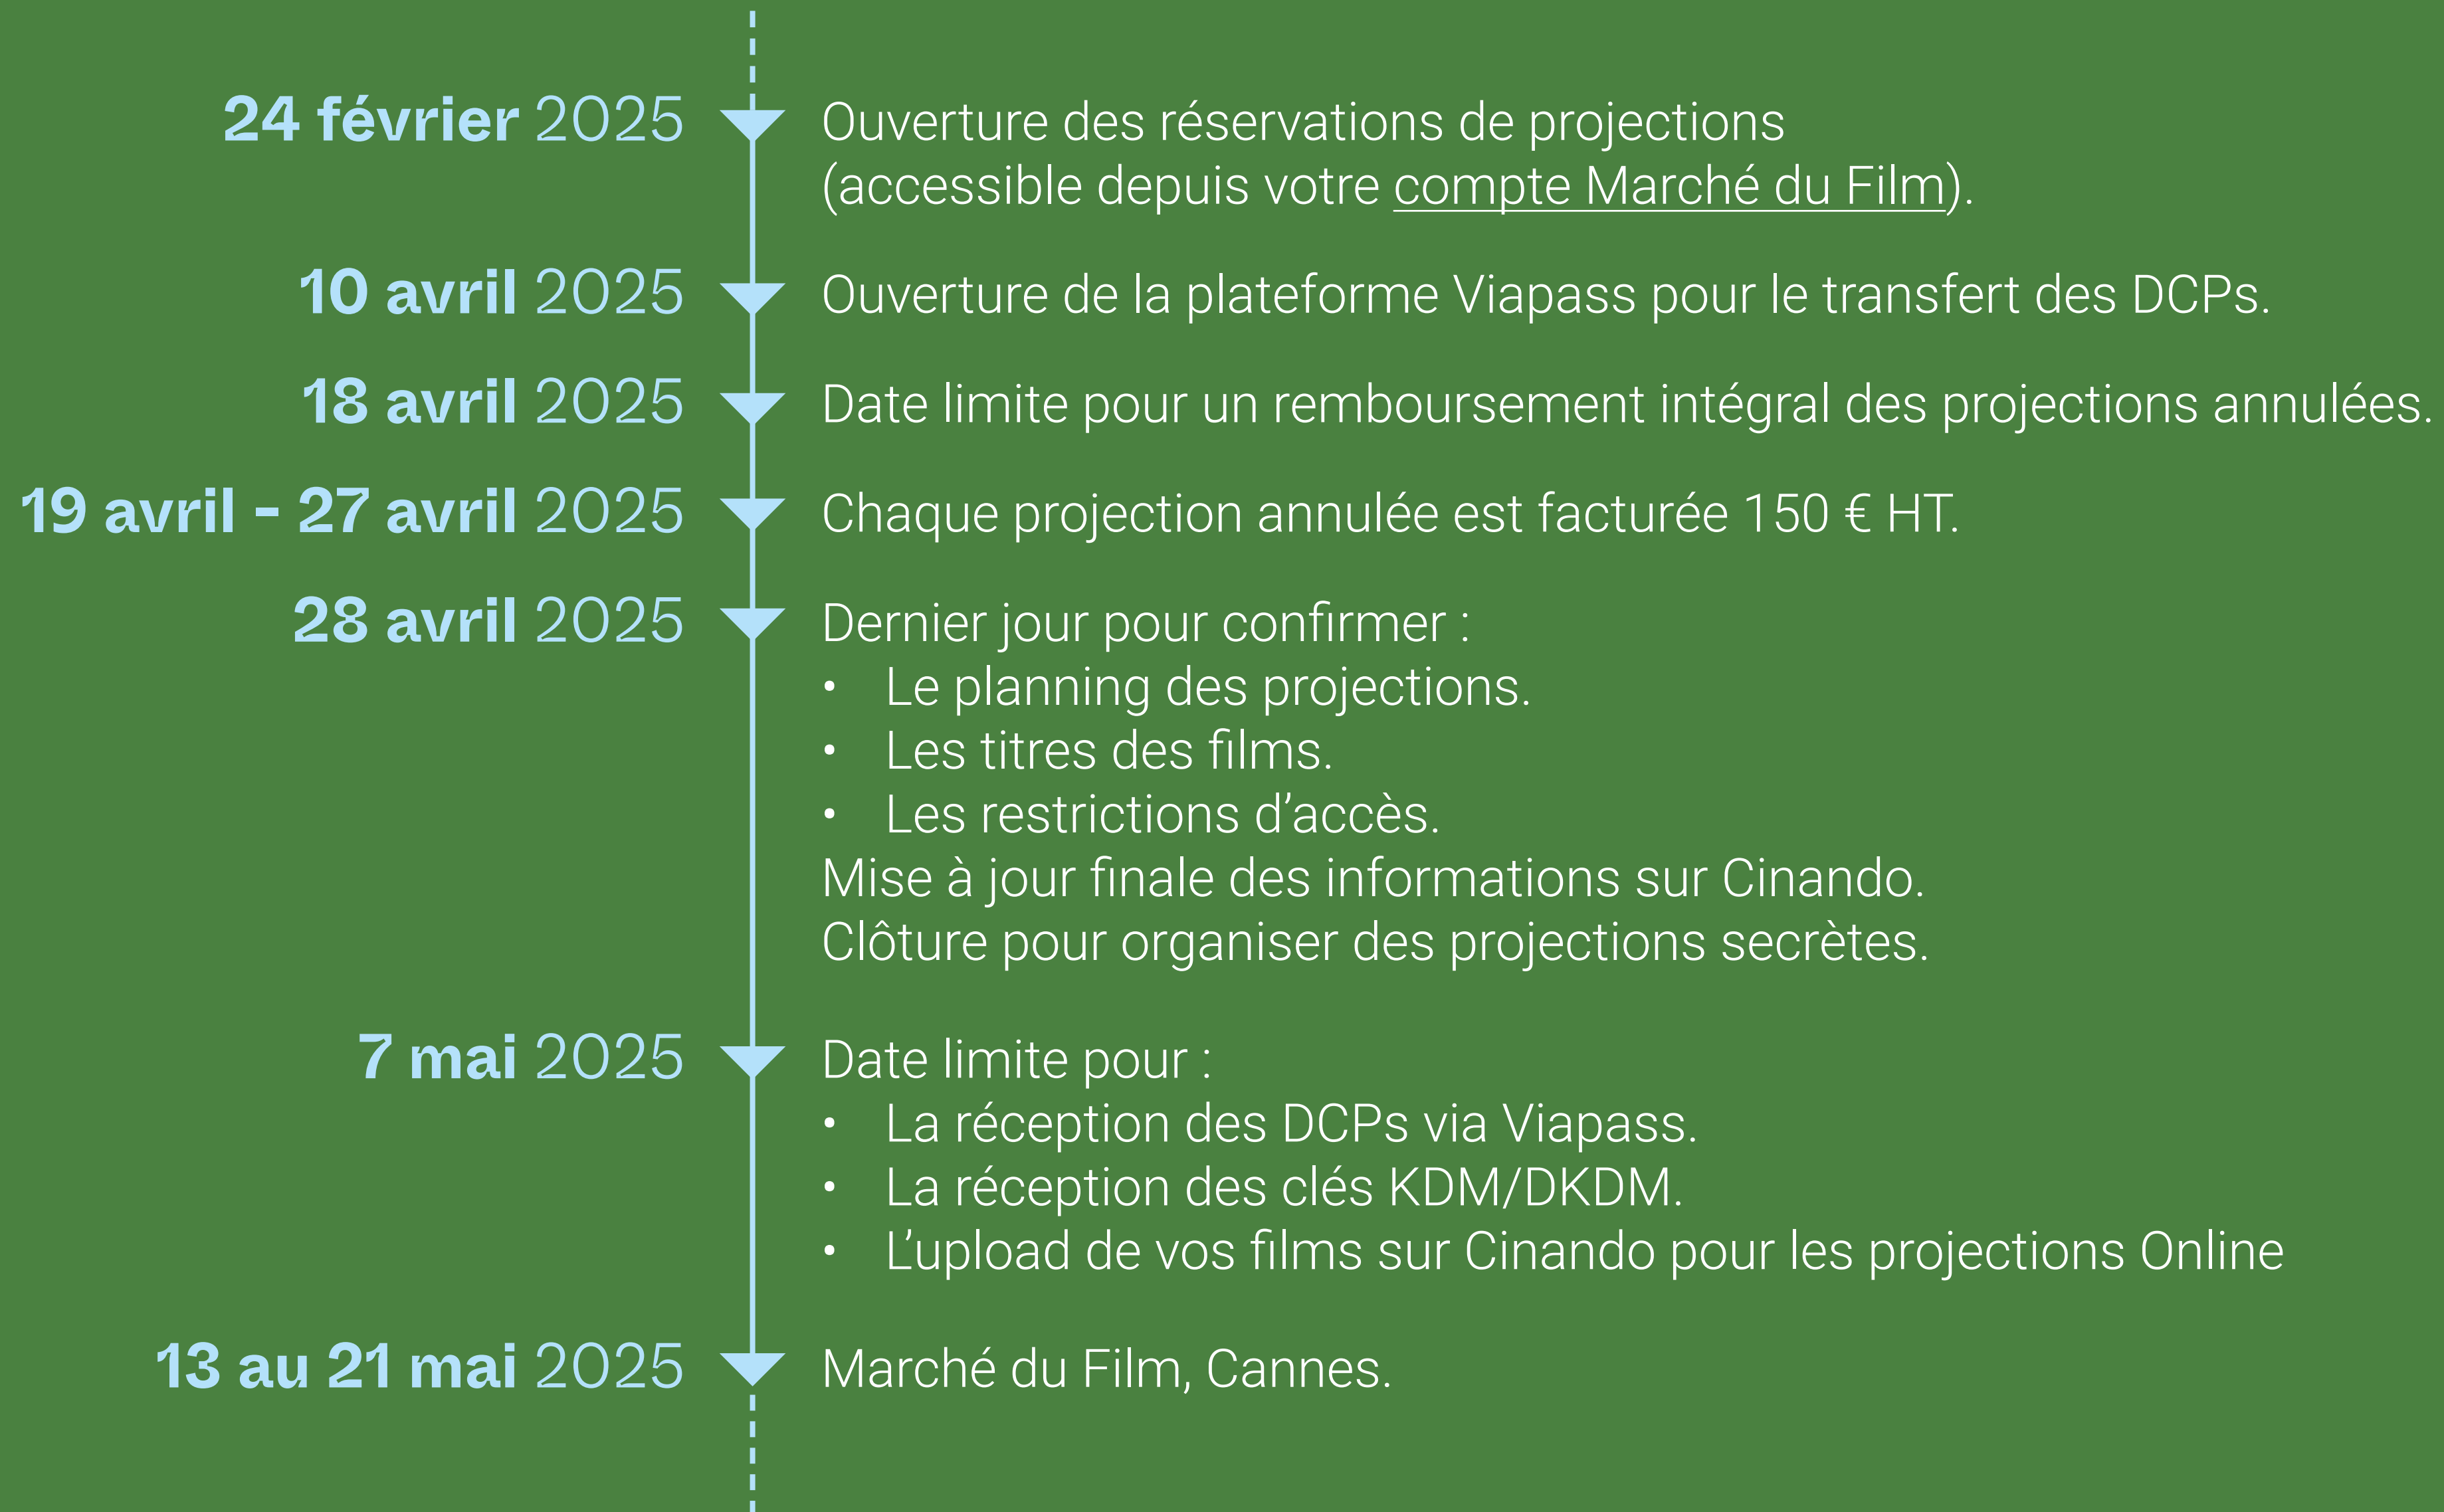 24 février 2025
Ouverture des réservations de projections
(accessible depuis votre compte Marché du Film).
10 avril 2025
Ouverture de la plateforme Viapass pour le transfert des DCPs.
18 avril 2025
Date limite pour un remboursement intégral des projections annulées.
19 avril - 27 avril 2025
Chaque projection annulée est facturée 150 € HT.
28 avril 2025
Dernier jour pour confirmer :
• Le planning des projections.
• Les titres des films.
• Les restrictions d’accès.
Mise à jour finale des informations sur Cinando.
Clôture pour organiser des projections secrètes.
7 mai 2025
Date limite pour :
• La réception des DCPs via Viapass.
• La réception des clés KDM/DKDM.
• L’upload de vos films sur Cinando pour les projections Online
13 au 21 mai 2025
Marché du Film, Cannes.